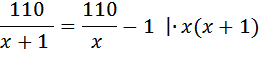 110/(x + 1) = 110/x − 1 |· x(x + 1)